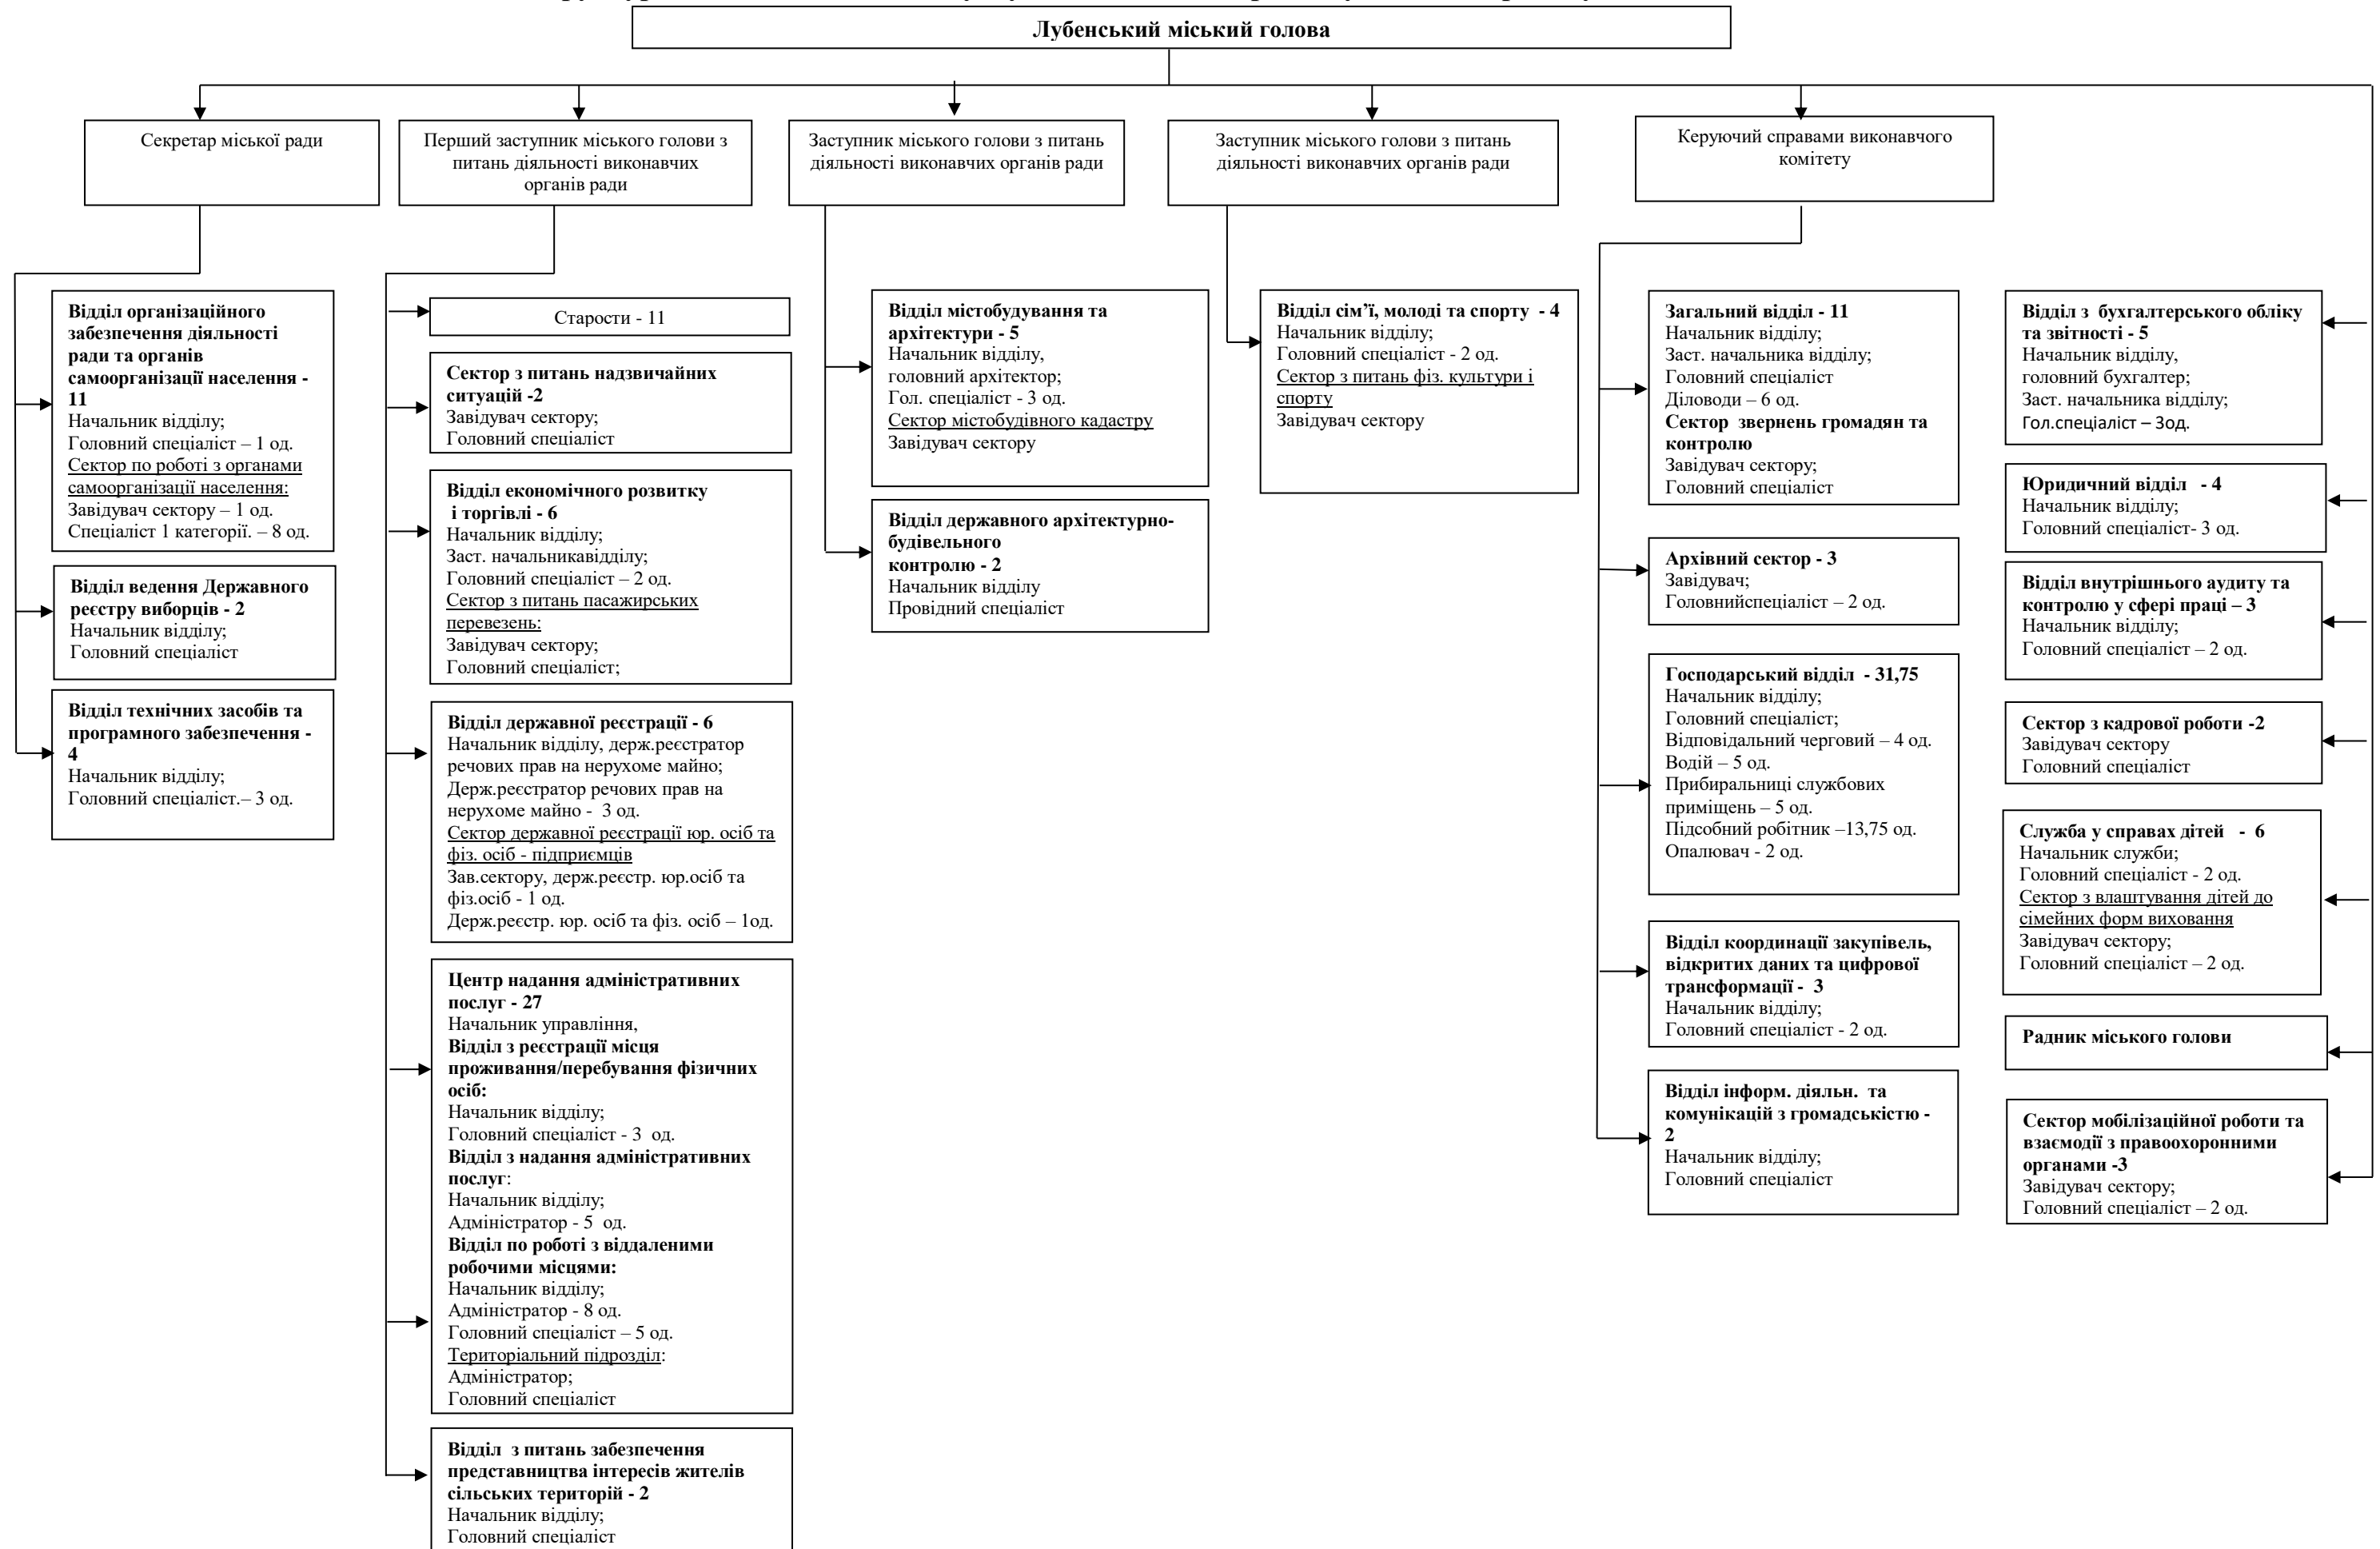 Лубенський міський голова
Секретар міської ради
Перший заступник міського голови з
питань діяльності виконавчих
органів ради
Заступник міського голови з питань
діяльності виконавчих органів ради
Заступник міського голови з питань
діяльності виконавчих органів ради
Керуючий справами виконавчого
комітету
Відділ організаційного
забезпечення діяльності
ради та органів
самоорганізації населення -
11
Начальник відділу;
Головний спеціаліст – 1 од.
Сектор по роботі з органами
самоорганізації населення:
Завідувач сектору – 1 од.
Спеціаліст 1 категорії. – 8 од.
Відділ ведення Державного
реєстру виборців - 2
Начальник відділу;
Головний спеціаліст
Відділ технічних засобів та
програмного забезпечення -
4
Начальник відділу;
Головний спеціаліст.– 3 од.
Старости - 11
Сектор з питань надзвичайних
ситуацій -2
Завідувач сектору;
Головний спеціаліст
Відділ економічного розвитку
і торгівлі - 6
Начальник відділу;
Заст. начальникавідділу;
Головний спеціаліст – 2 од.
Сектор з питань пасажирських
перевезень:
Завідувач сектору;
Головний спеціаліст;
Відділ державної реєстрації - 6
Начальник відділу, держ.реєстратор
речових прав на нерухоме майно;
Держ.реєстратор речових прав на
нерухоме майно - 3 од.
Сектор державної реєстрації юр. осіб та
фіз. осіб - підприємців
Зав.сектору, держ.реєстр. юр.осіб та
фіз.осіб - 1 од.
Держ.реєстр. юр. осіб та фіз. осіб – 1од.
Центр надання адміністративних
послуг - 27
Начальник управління,
Відділ з реєстрації місця
проживання/перебування фізичних
осіб:
Начальник відділу;
Головний спеціаліст - 3 од.
Відділ з надання адміністративних
послуг:
Начальник відділу;
Адміністратор - 5 од.
Відділ по роботі з віддаленими
робочими місцями:
Начальник відділу;
Адміністратор - 8 од.
Головний спеціаліст – 5 од.
Територіальний підрозділ:
Адміністратор;
Головний спеціаліст
Відділ з питань забезпечення
представництва інтересів жителів
сільських територій - 2
Начальник відділу;
Головний спеціаліст
Відділ містобудування та
архітектури - 5
Начальник відділу,
головний архітектор;
Гол. спеціаліст - 3 од.
Сектор містобудівного кадастру
Завідувач сектору
Відділ державного архітектурно-
будівельного
контролю - 2
Начальник відділу
Провідний спеціаліст
Відділ сім’ї, молоді та спорту - 4
Начальник відділу;
Головний спеціаліст - 2 од.
Сектор з питань фіз. культури і
спорту
Завідувач сектору
Загальний відділ - 11
Начальник відділу;
Заст. начальника відділу;
Головний спеціаліст
Діловоди – 6 од.
Сектор звернень громадян та
контролю
Завідувач сектору;
Головний спеціаліст
Архівний сектор - 3
Завідувач;
Головнийспеціаліст – 2 од.
Господарський відділ - 31,75
Начальник відділу;
Головний спеціаліст;
Відповідальний черговий – 4 од.
Водій – 5 од.
Прибиральниці службових
приміщень – 5 од.
Підсобний робітник –13,75 од.
Опалювач - 2 од.
Відділ координації закупівель,
відкритих даних та цифрової
трансформації - 3
Начальник відділу;
Головний спеціаліст - 2 од.
Відділ інформ. діяльн. та
комунікацій з громадськістю -
2
Начальник відділу;
Головний спеціаліст
Відділ з бухгалтерського обліку
та звітності - 5
Начальник відділу,
головний бухгалтер;
Заст. начальника відділу;
Гол.спеціаліст – 3од.
Юридичний відділ - 4
Начальник відділу;
Головний спеціаліст- 3 од.
Відділ внутрішнього аудиту та
контролю у сфері праці – 3
Начальник відділу;
Головний спеціаліст – 2 од.
Сектор з кадрової роботи -2
Завідувач сектору
Головний спеціаліст
Служба у справах дітей - 6
Начальник служби;
Головний спеціаліст - 2 од.
Сектор з влаштування дітей до
сімейних форм виховання
Завідувач сектору;
Головний спеціаліст – 2 од.
Радник міського голови
Сектор мобілізаційної роботи та
взаємодії з правоохоронними
органами -3
Завідувач сектору;
Головний спеціаліст – 2 од.